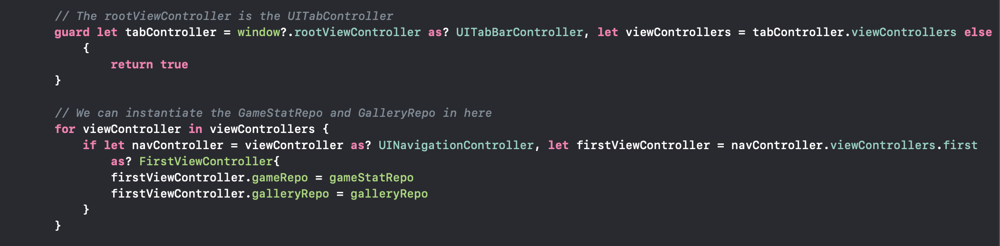 // The rootViewController is the UITabController
guard let tabController = window?.rootViewController as? UITabBarController, let viewControllers = tabController.viewControllers else
{
return true
}
// We can instantiate the GameStatRepo and GalleryRepo in here
for viewController in viewControllers {
if let navController = viewController as? UINavigationController, let firstViewController = navController.viewControllers.first
as? FirstViewController{
firstViewController.gameRepo = gameStatRepo
firstViewController.galleryRepo = galleryRepo
}
}